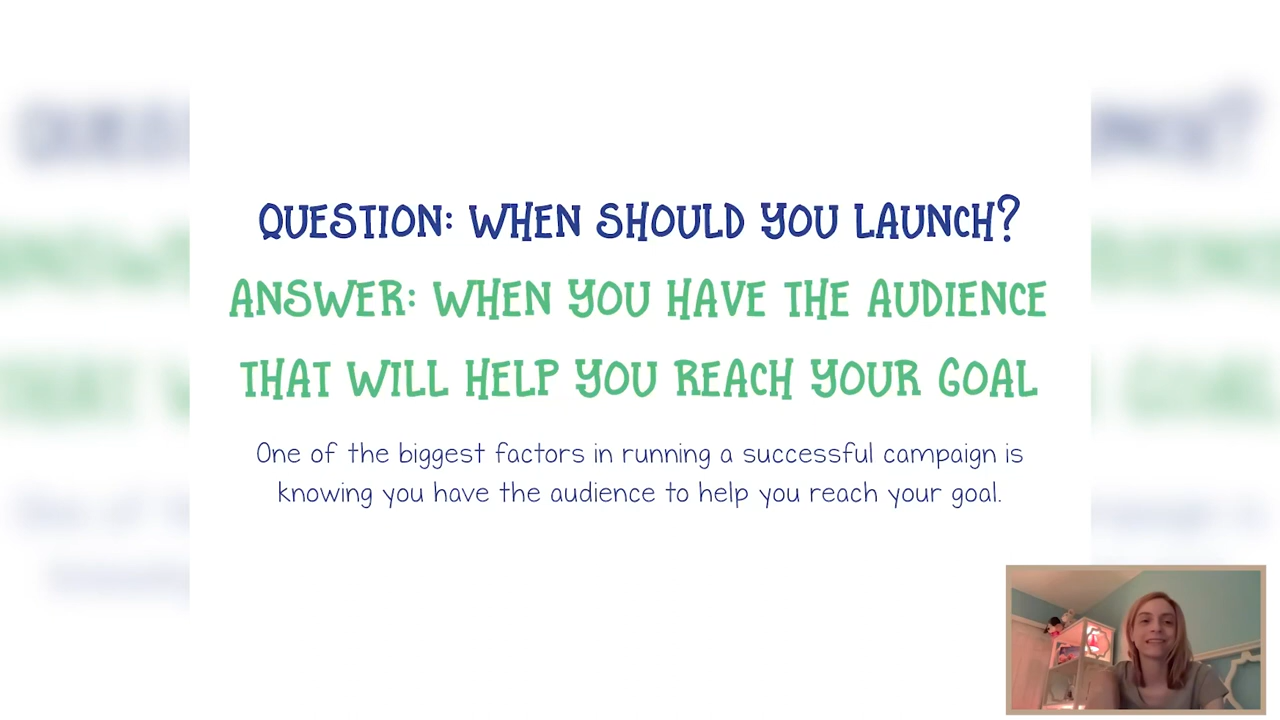 QUESTION: WHEN SHOULD YOU LAUNCH?
ANSWER: WHEN YOU HAVE THE AUDIENCE
THAT WILL HELP YOU REACH YOUR GOAL
One of the biggest factors in running a successful campaign is
knowing you have the audience to help you reach your goal.